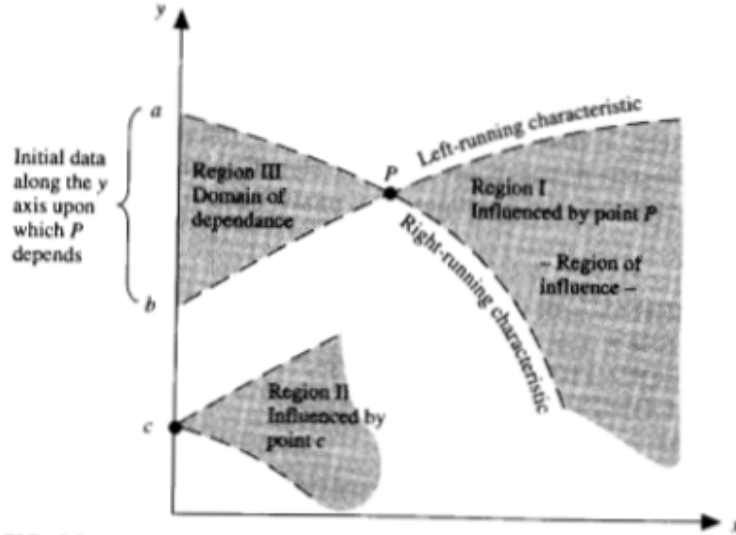 y
a
Initial data
along the y
axis upon
which P
depends
b
Region III
Domain of
dependance
P
Left-running characteristic
Region I
Influenced by point P
– Region of
influence –
Right-running characteristic
c
Region II
Influenced by
point c